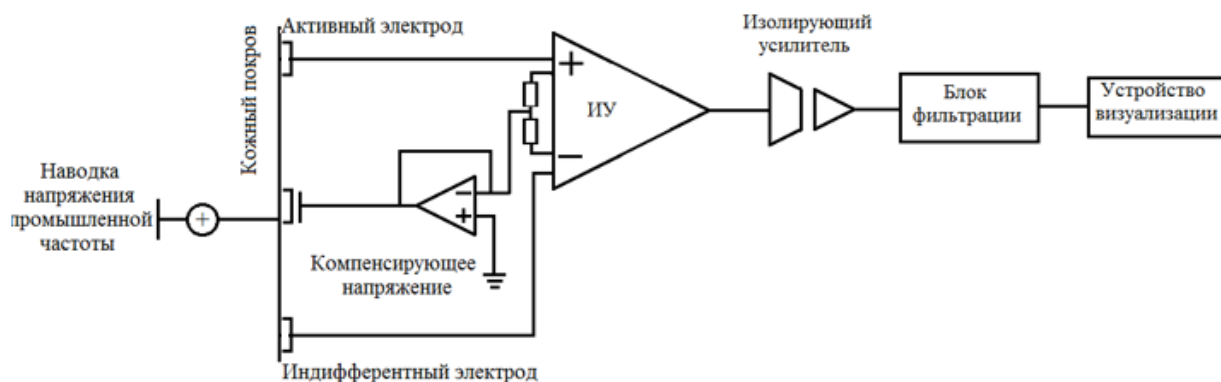 Активный электрод
Кожный покров
Изолирующий
усилитель
+
ИУ
−
Блок
фильтрации
Устройство
визуализации
Наводка
напряжения
промышленной
частоты
+
−
+
Компенсирующее
напряжение
Индифферентный электрод